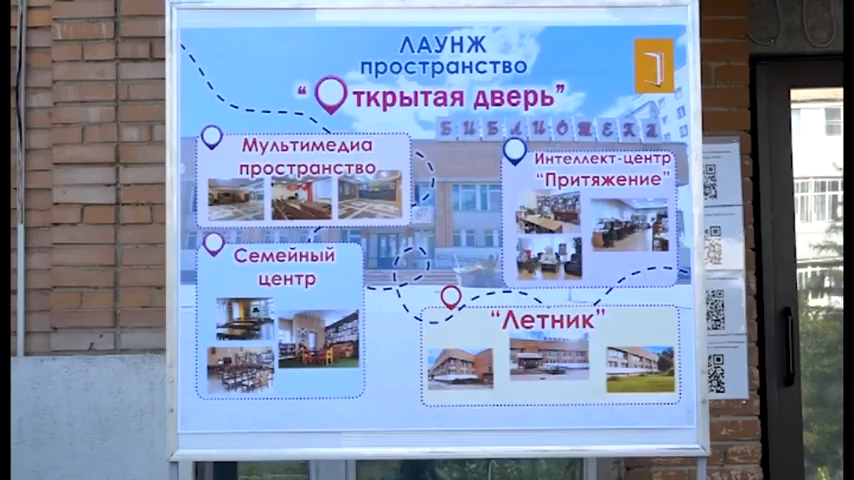 ЛАУНЖ
пространство
"Открытая дверь"
БИБЛИОТЕКА
Мультимедиа
пространство
Интеллект-центр
"Притяжение"
Семейный
центр
"Летник"